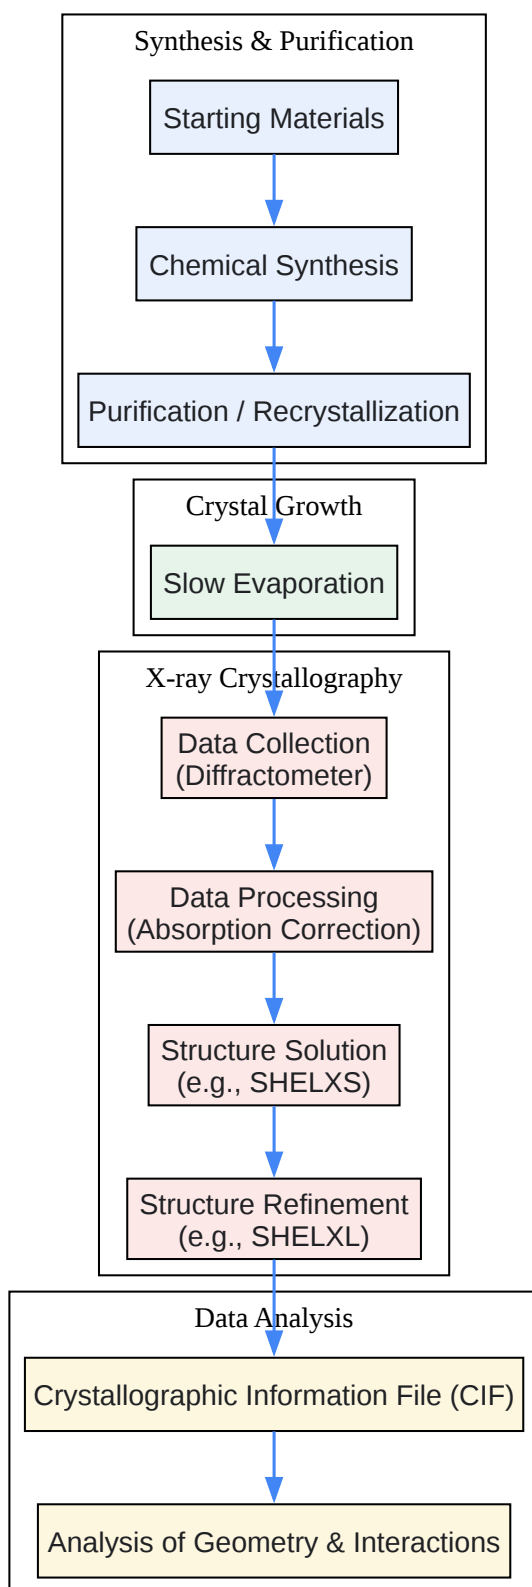 Synthesis & Purification
Starting Materials
Chemical Synthesis
Purification / Recrystallization
Crystal Growth
Slow Evaporation
X-ray Crystallography
Data Collection
(Diffractometer)
Data Processing
(Absorption Correction)
Structure Solution
(e.g., SHELXS)
Structure Refinement
(e.g., SHELXL)
Data Analysis
Crystallographic Information File (CIF)
Analysis of Geometry & Interactions